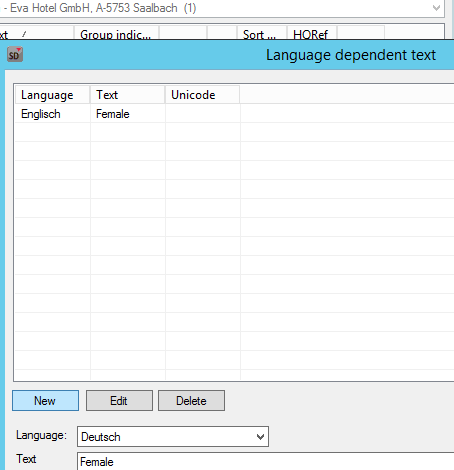 - Eva Hotel GmbH, A-5753 Saalbach (1)
xt / Group indic... Sort ... HORef
SD Language dependent text
Language Text Unicode
Englisch Female
New Edit Delete
Language: Deutsch
Text Female